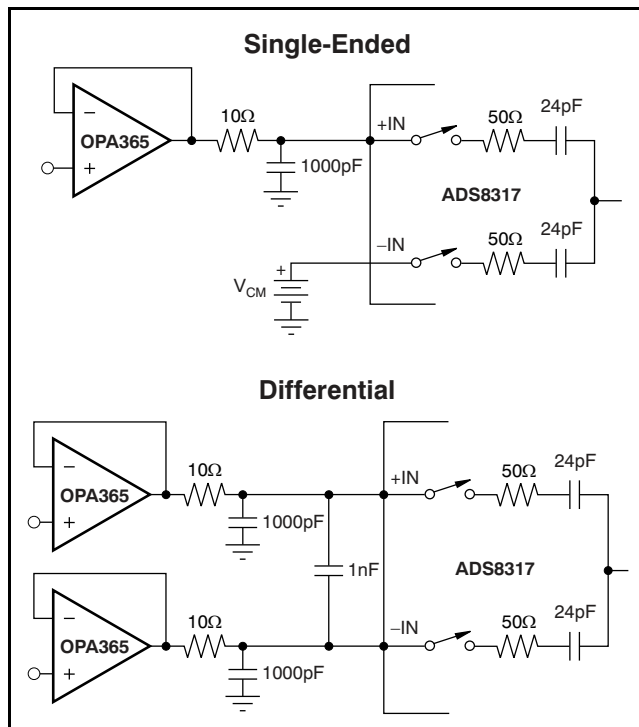 Single-Ended
−
OPA365
+
10Ω
1000pF
+IN
50Ω
24pF
ADS8317
−IN
50Ω
24pF
+
VCM
Differential
−
OPA365
+
10Ω
1000pF
1nF
+IN
50Ω
24pF
ADS8317
−
OPA365
+
10Ω
1000pF
−IN
50Ω
24pF